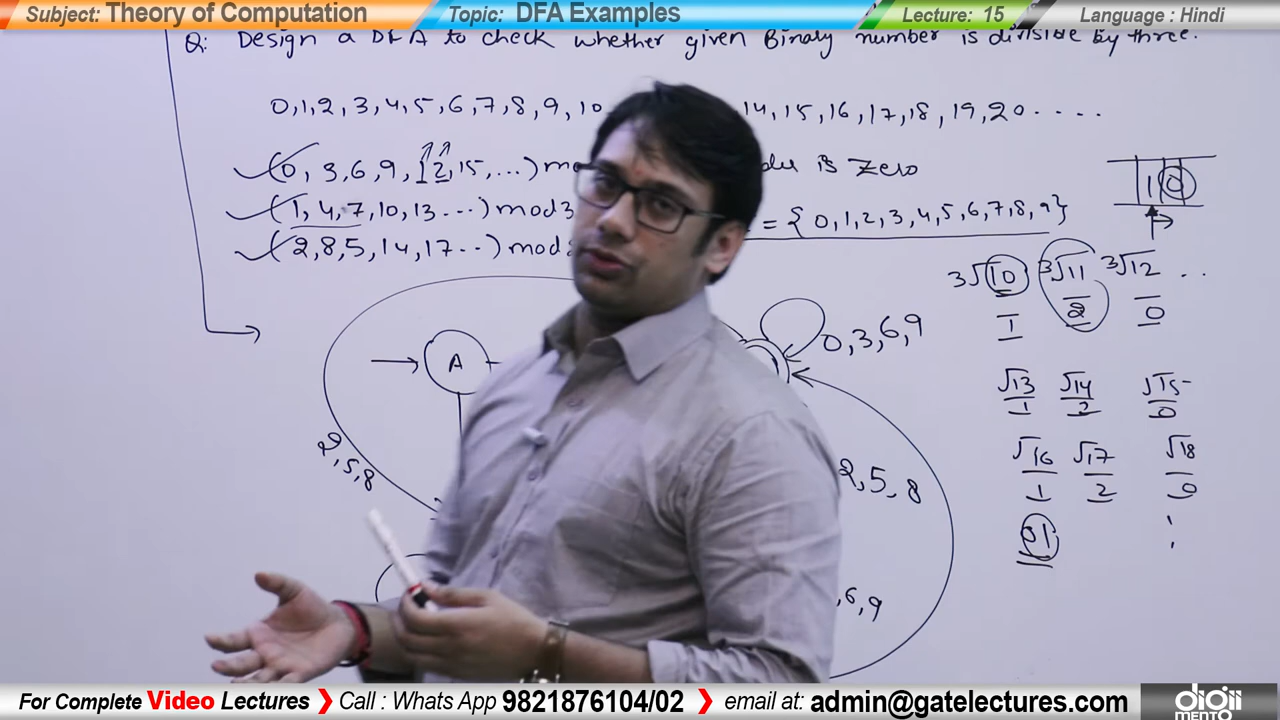 Subject: Theory of Computation
Topic: DFA Examples
Lecture: 15
Language : Hindi
Q: Design a DFA to check whether given Binary number is divisible by three.
0,1,2,3,4,5,6,7,8,9,10 14,15,16,17,18,19,20....
(0, 3,6,9,12,15,...) is Zero
(1,4,7,10,13...) mod3 = {0,1,2,3,4,5,6,7,8,9}
(2,8,5,14,17..)
1 0
3√10 3√11 3√12 ..
1 2 0
√13 √14 √15
1 2 0
√16 √17 √18
1 2 0
A
0,3,6,9
2,5,8
2,5,8
,6,9
For Complete Video Lectures ❯ Call : Whats App 9821876104/02 ❯ email at: admin@gatelectures.com
digii
MENTO